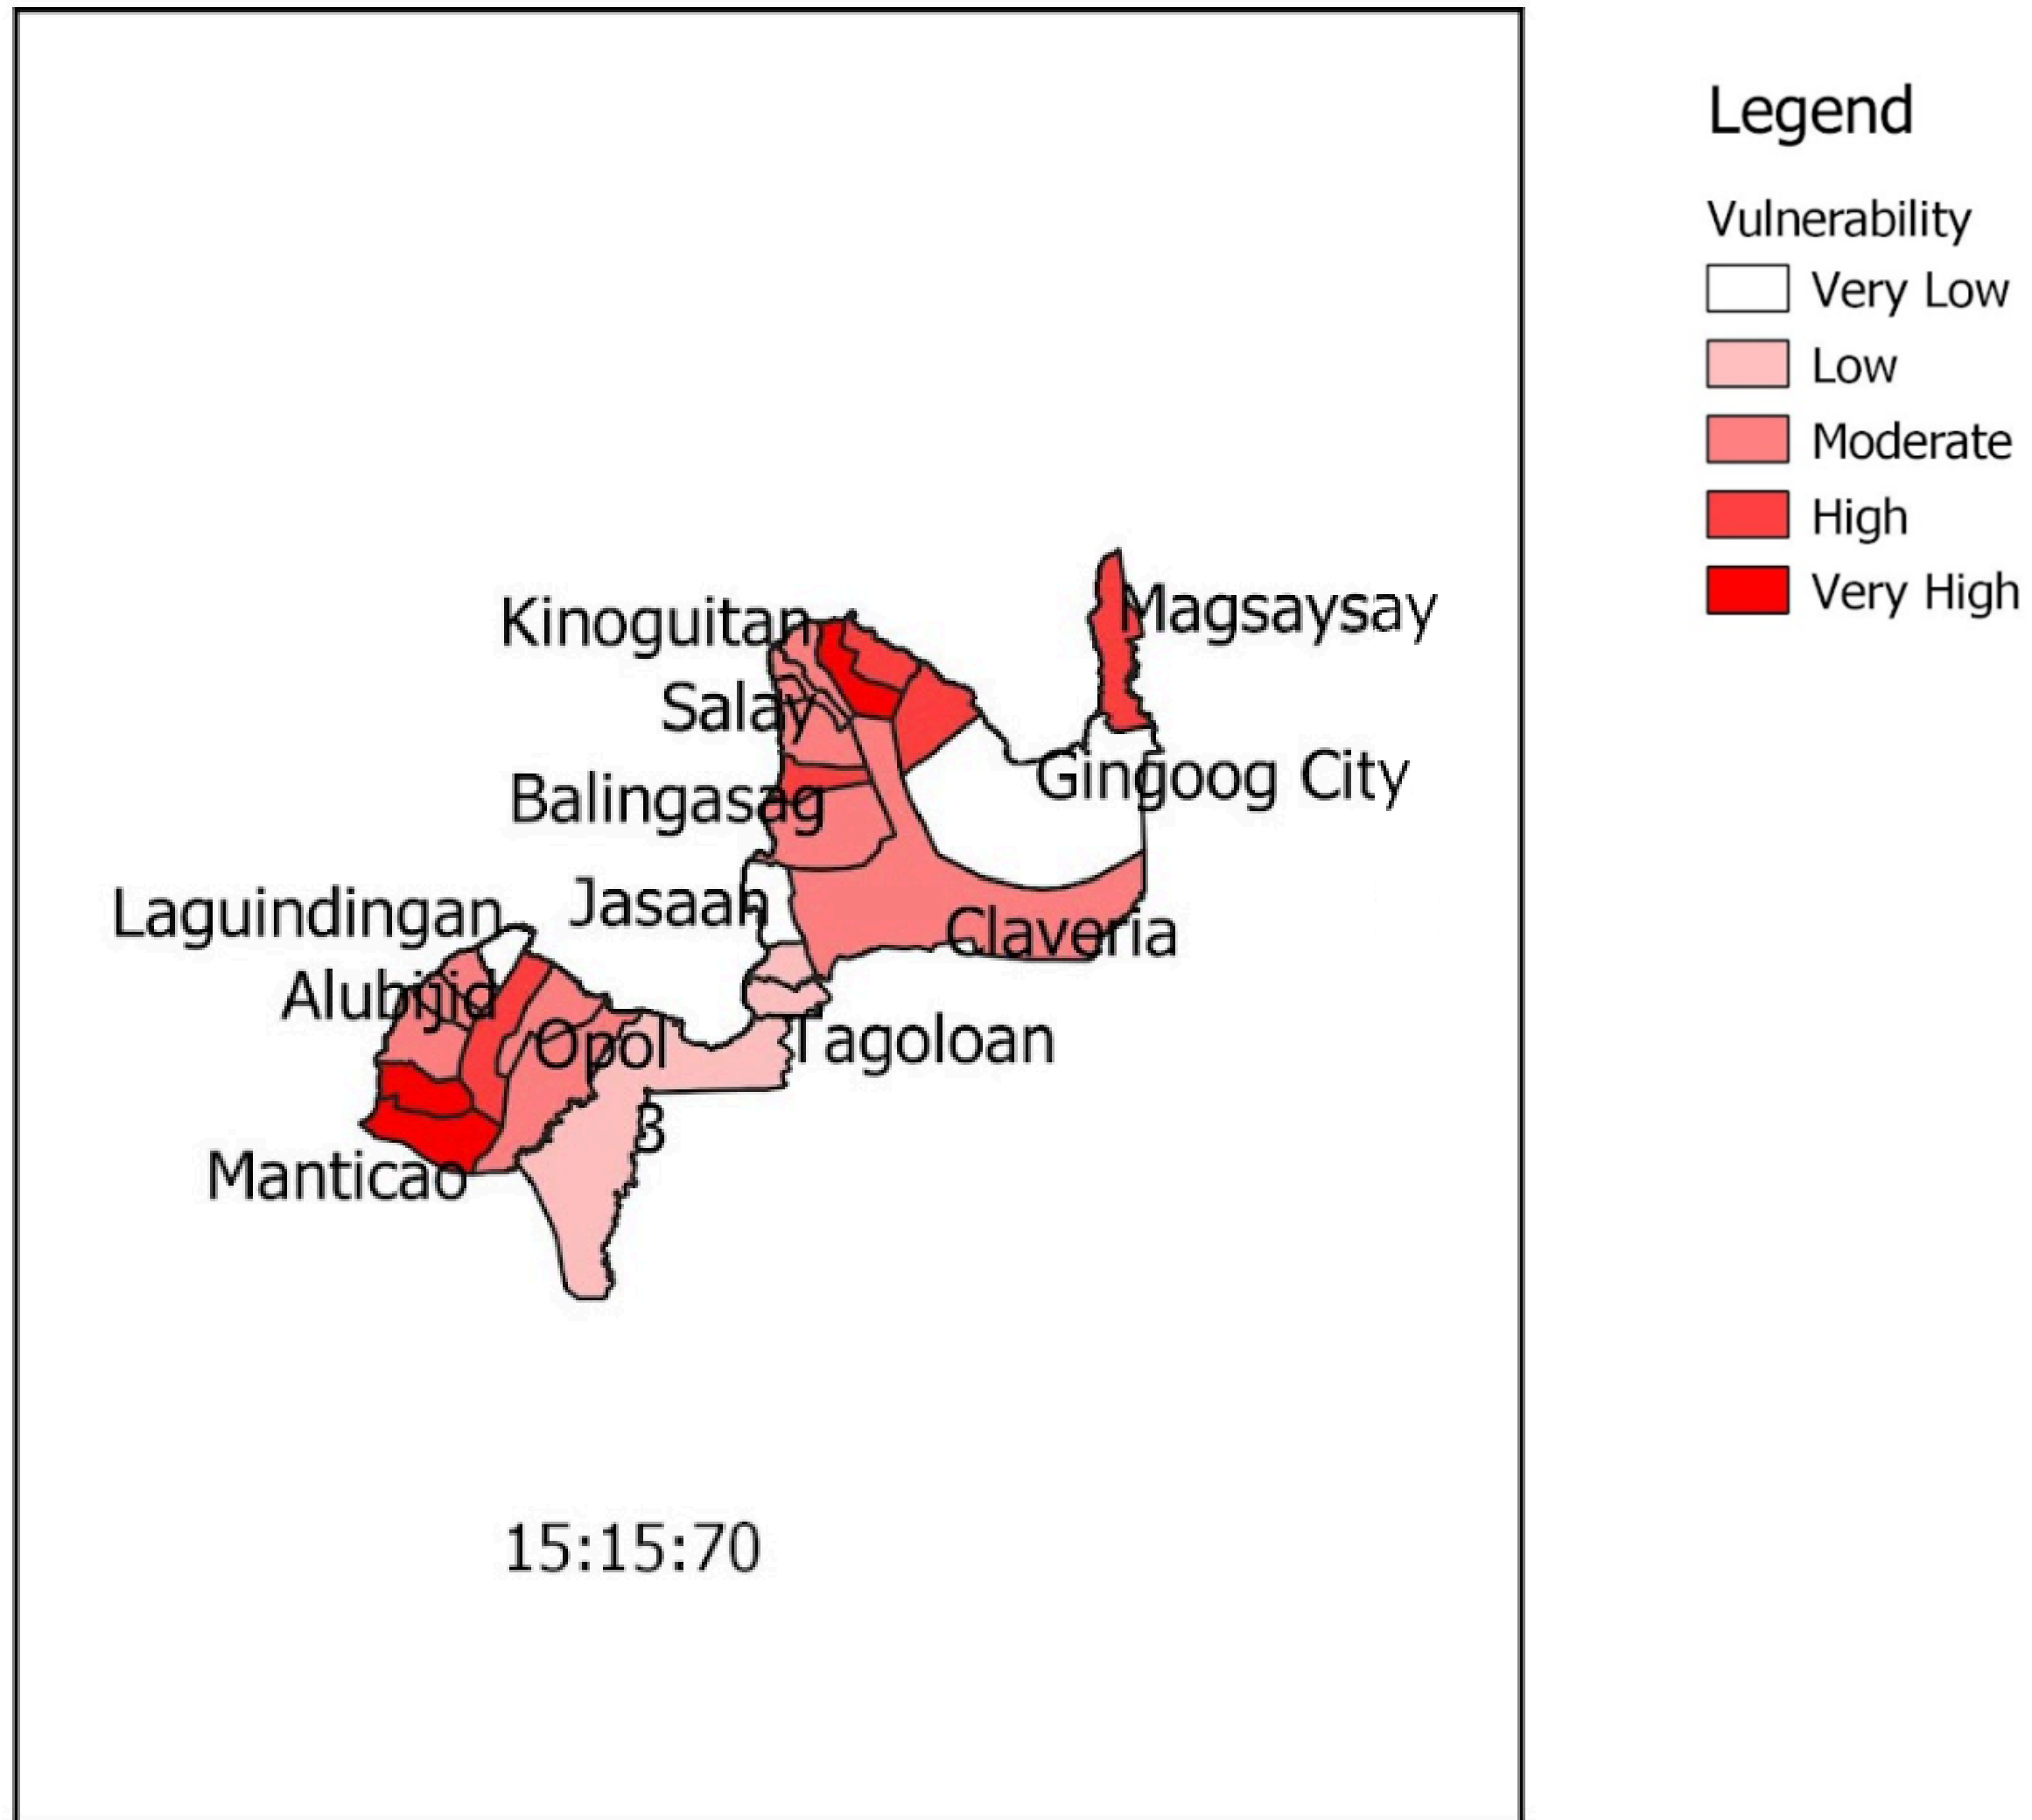 Legend
Vulnerability
Very Low
Low
Moderate
High
Very High
Kinoguitan
Magsaysay
Salay
Gingoog City
Balingasag
Jasaan
Laguindingan
Claveria
Alubijid
Opol
Tagoloan
3
Manticao
15:15:70